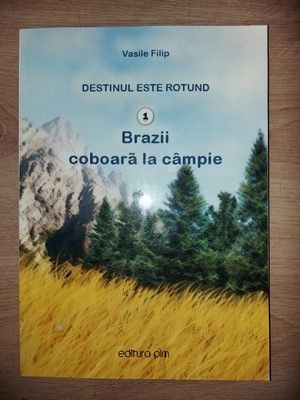 Vasile Filip
DESTINUL ESTE ROTUND
1
Brazii
coboară la câmpie
editura pim